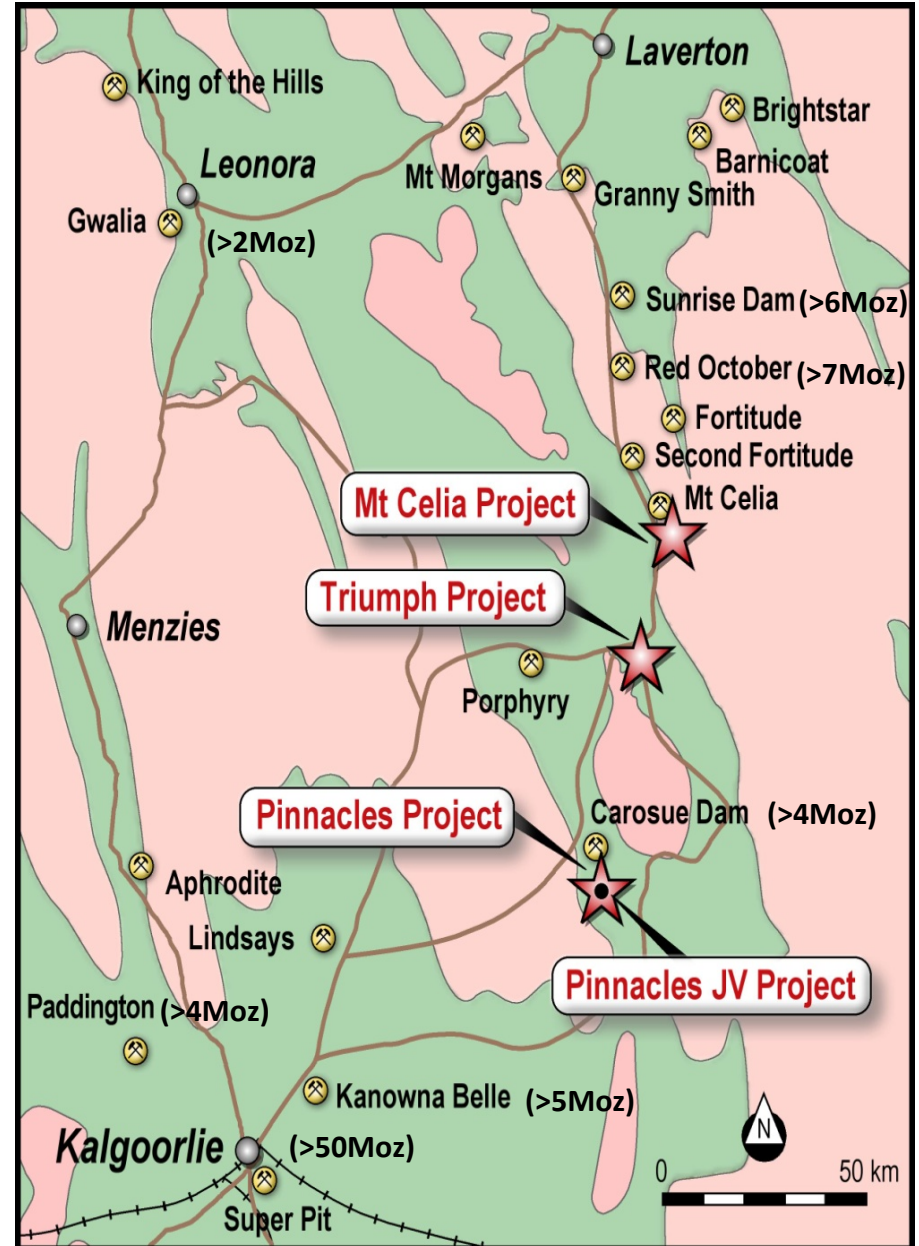 Laverton
King of the Hills
Brightstar
Barnicoat
Leonora
Mt Morgans
Granny Smith
Gwalia
(>2Moz)
Sunrise Dam (>6Moz)
Red October (>7Moz)
Fortitude
Second Fortitude
Mt Celia Project
Mt Celia
Triumph Project
Menzies
Porphyry
Pinnacles Project
Carosue Dam (>4Moz)
Aphrodite
Lindsays
Pinnacles JV Project
Paddington (>4Moz)
Kanowna Belle (>5Moz)
N
Kalgoorlie (>50Moz)
0 50 km
Super Pit